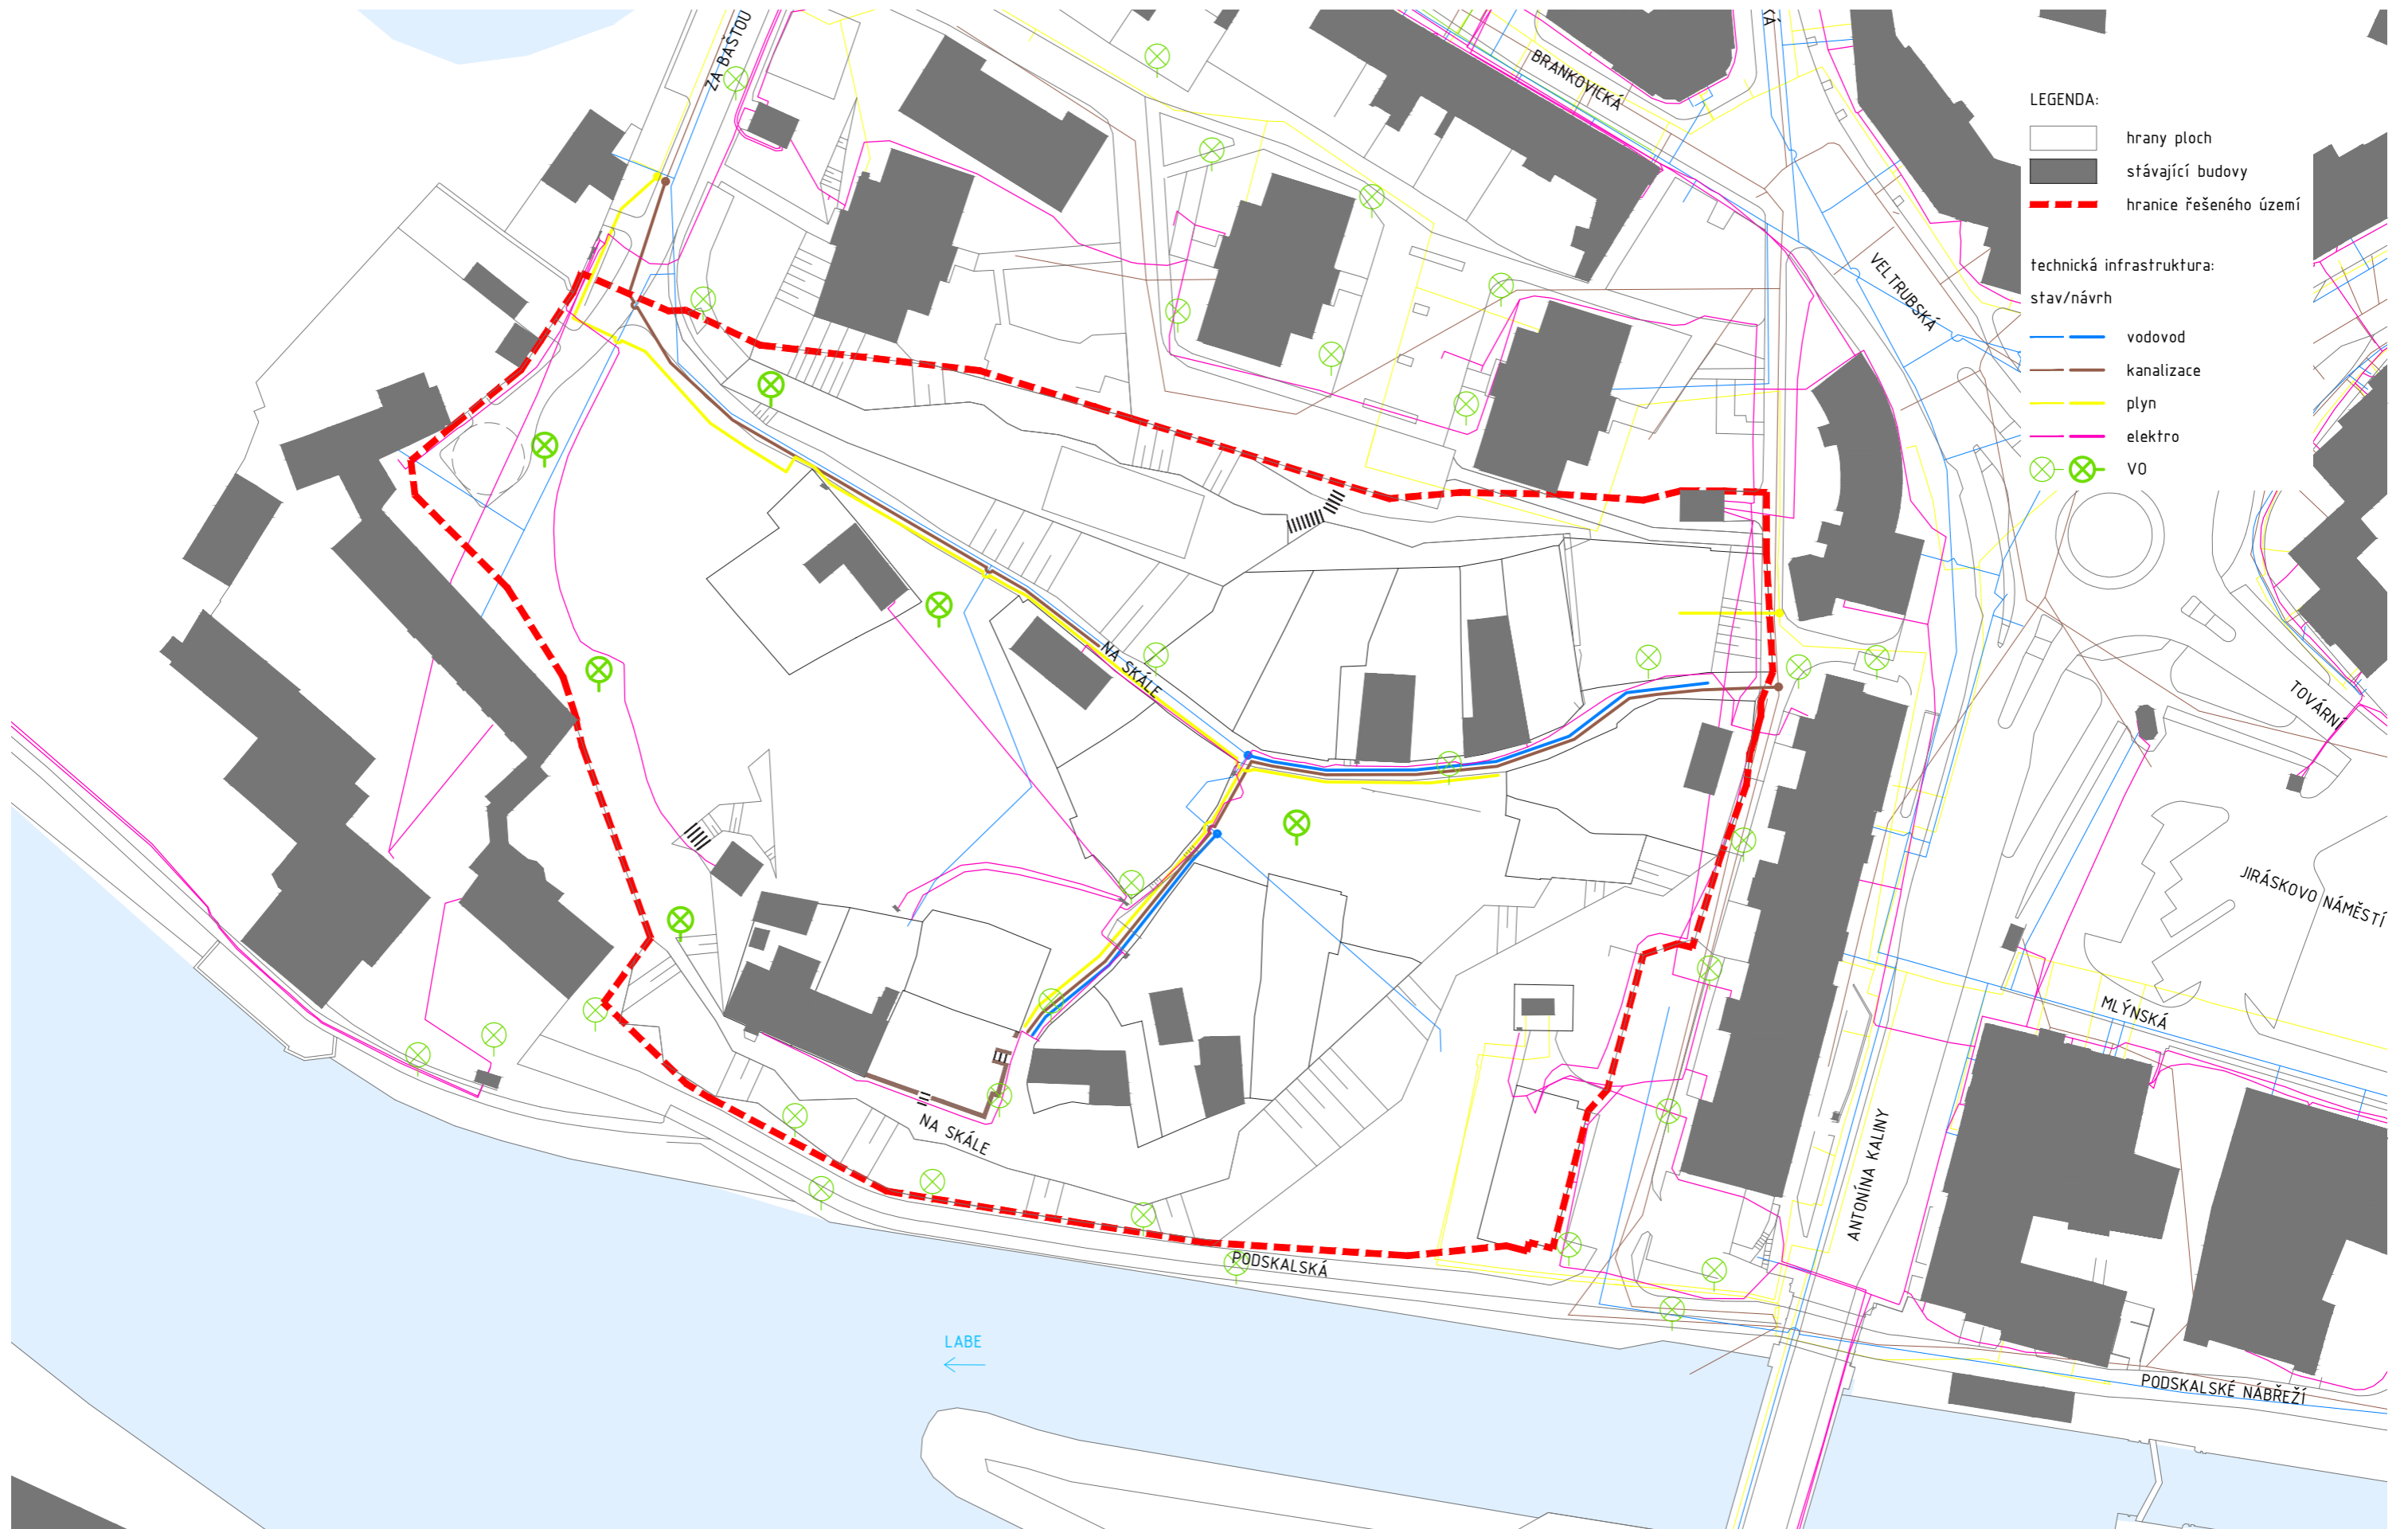 ZA BAŠTOU
BRANKOVICKÁ
KÁ
VELTRUBSKÁ
LEGENDA:
hrany ploch
stávající budovy
hranice řešeného území
technická infrastruktura:
stav/návrh
vodovod
kanalizace
plyn
elektro
VO
NA SKÁLE
TOVÁRNÍ
JIRÁSKOVO NÁMĚSTÍ
MLÝNSKÁ
NA SKÁLE
ANTONÍNA KALINY
PODSKALSKÁ
LABE
PODSKALSKÉ NÁBŘEŽÍ